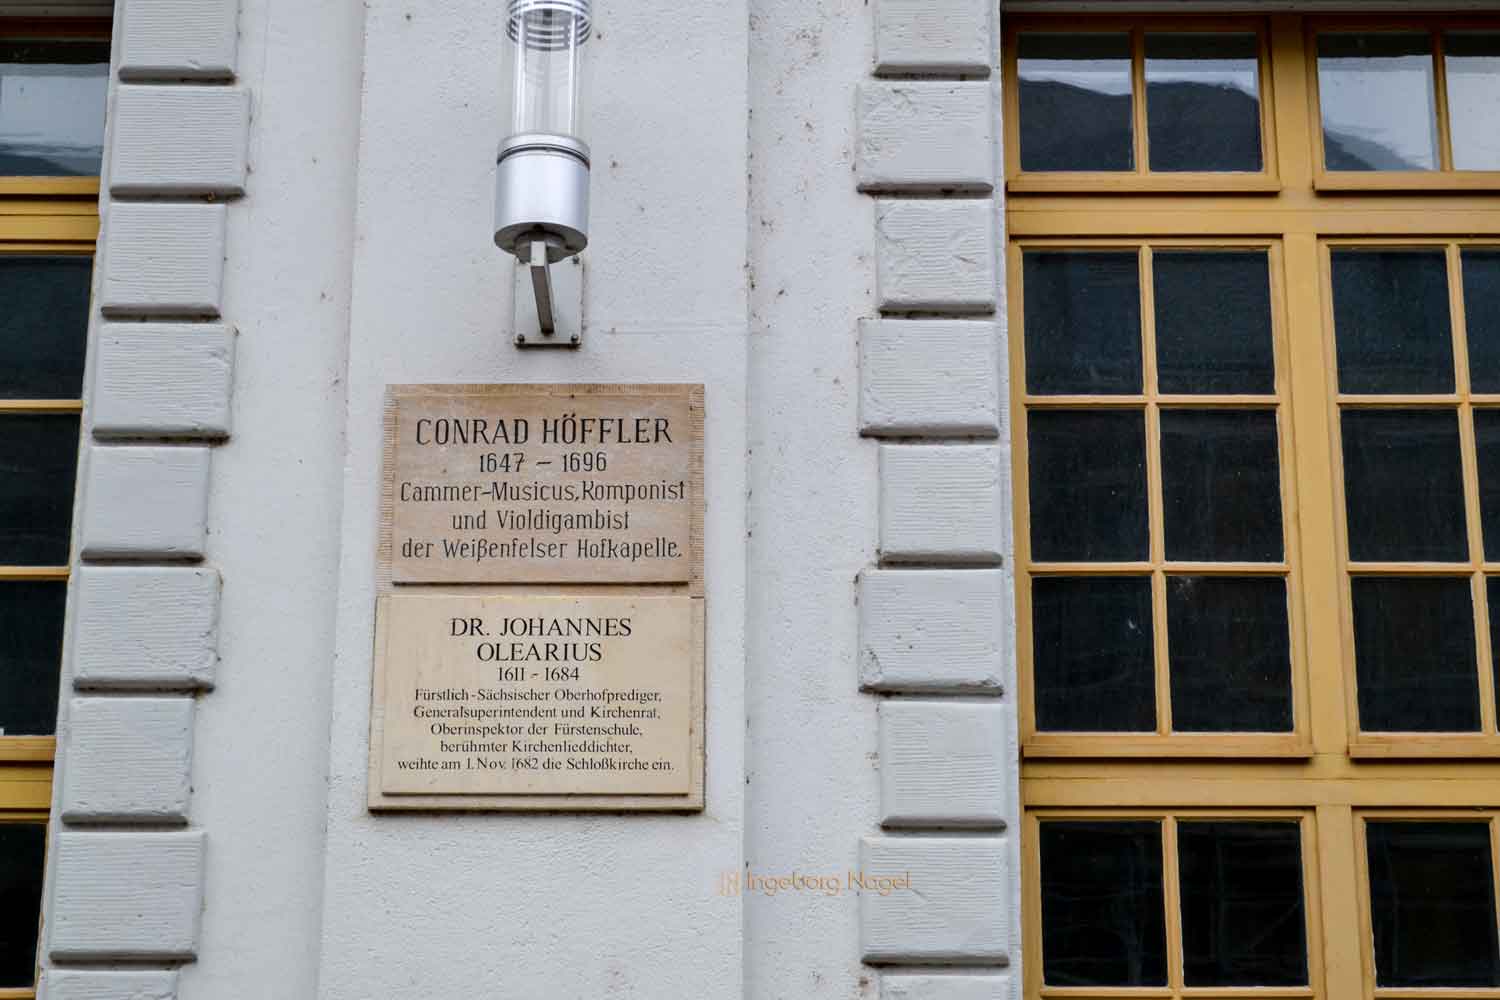 CONRAD HÖFFLER
1647 – 1696
Cammer-Musicus, Komponist
und Violdigambist
der Weißenfelser Hofkapelle.
DR. JOHANNES
OLEARIUS
1611 - 1684
Fürstlich-Sächsischer Oberhofprediger,
Generalsuperintendent und Kirchenrat,
Oberinspektor der Fürstenschule,
berühmter Kirchenlieddichter,
weihte am 1. Nov. 1682 die Schloßkirche ein.
Ingeborg Nagel